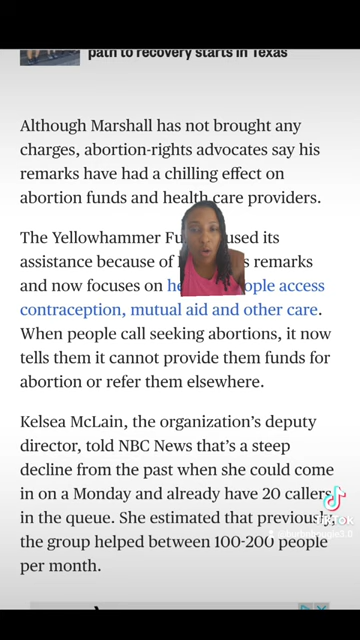 path to recovery starts in Texas
Although Marshall has not brought any
charges, abortion-rights advocates say his
remarks have had a chilling effect on
abortion funds and health care providers.
The Yellowhammer Fu used its
assistance because of s remarks
and now focuses on he ople access
contraception, mutual aid and other care.
When people call seeking abortions, it now
tells them it cannot provide them funds for
abortion or refer them elsewhere.
Kelsea McLain, the organization’s deputy
director, told NBC News that’s a steep
decline from the past when she could come
in on a Monday and already have 20 callers
in the queue. She estimated that previously,
the group helped between 100-200 people
per month.
TikTok